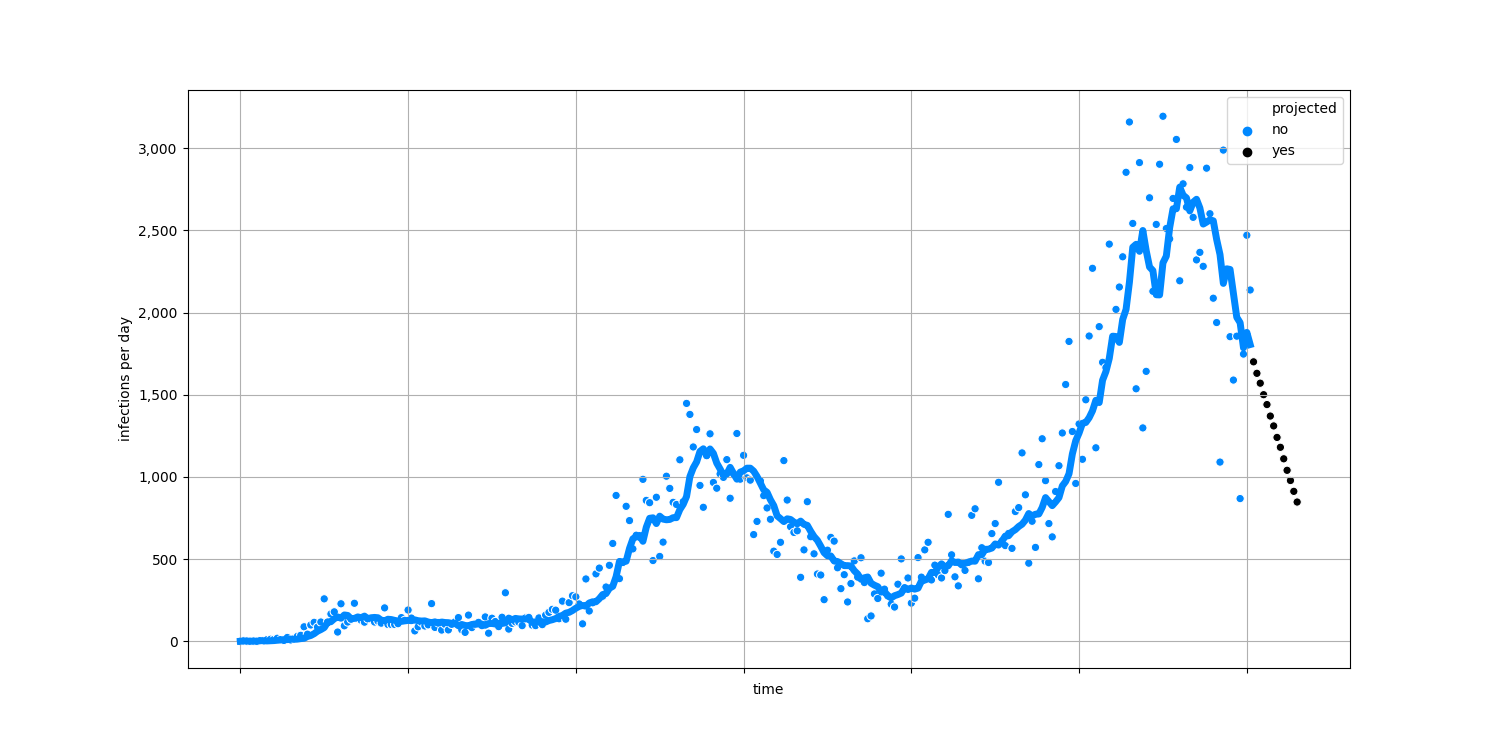 projected
no
yes
3,000
2,500
2,000
1,500
1,000
500
0
infections per day
time